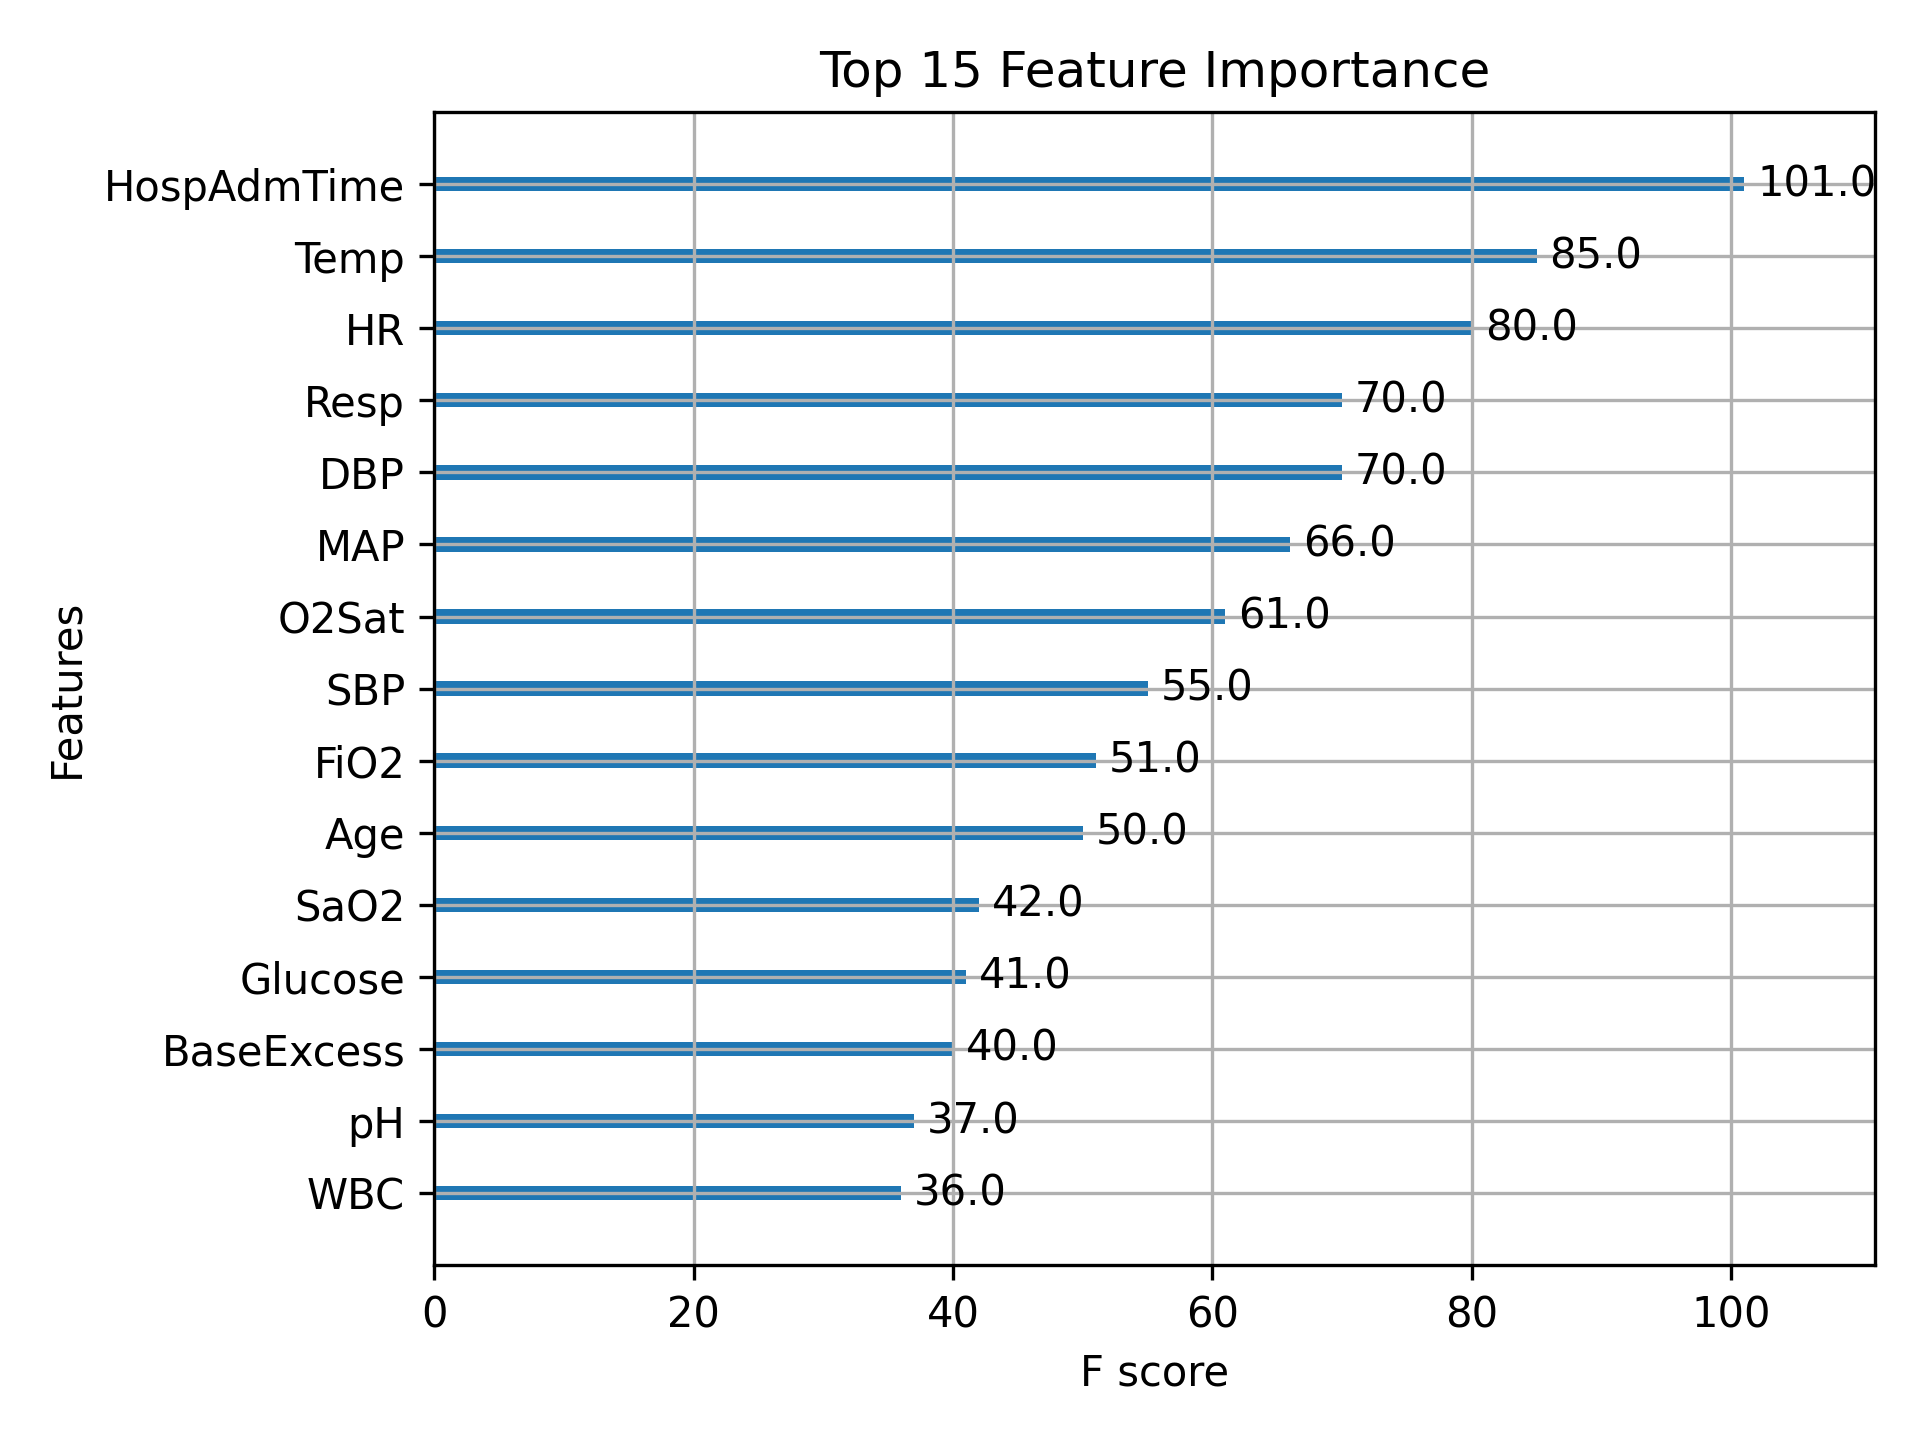 Top 15 Feature Importance
HospAdmTime 101.0
Temp 85.0
HR 80.0
Resp 70.0
DBP 70.0
MAP 66.0
O2Sat 61.0
SBP 55.0
FiO2 51.0
Age 50.0
SaO2 42.0
Glucose 41.0
BaseExcess 40.0
pH 37.0
WBC 36.0
Features
0 20 40 60 80 100
F score